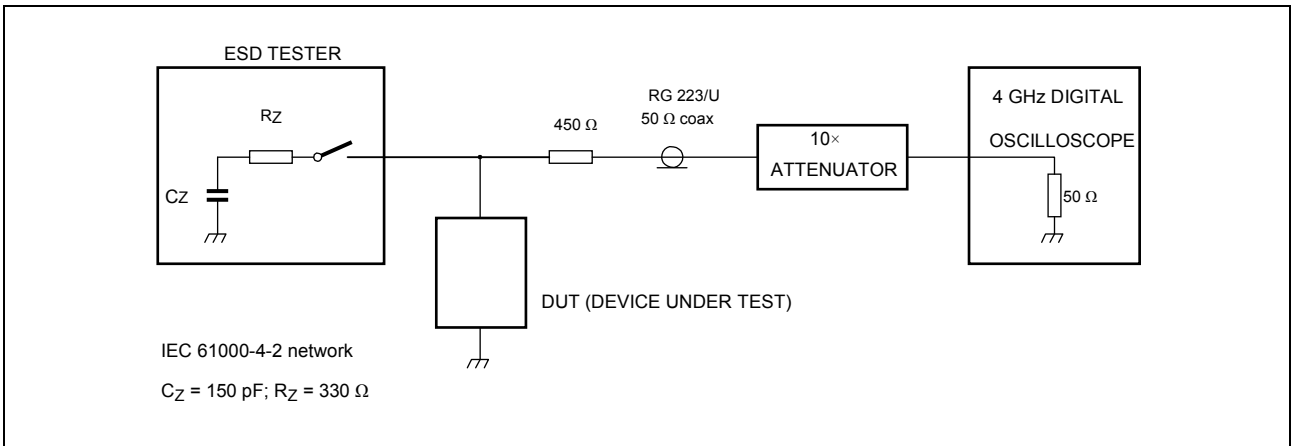 ESD TESTER
RZ
CZ
450 Ω
RG 223/U
50 Ω coax
10×
ATTENUATOR
4 GHz DIGITAL
OSCILLOSCOPE
50 Ω
DUT (DEVICE UNDER TEST)
IEC 61000-4-2 network
CZ = 150 pF; RZ = 330 Ω